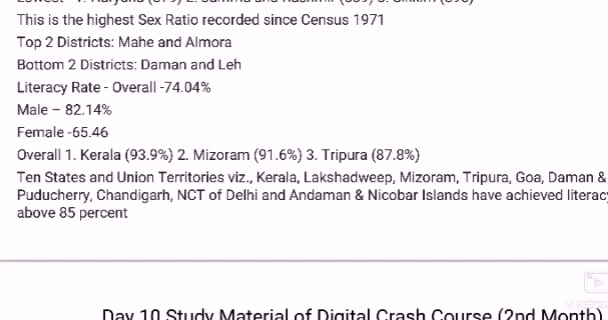 This is the highest Sex Ratio recorded since Census 1971
Top 2 Districts: Mahe and Almora
Bottom 2 Districts: Daman and Leh
Literacy Rate - Overall -74.04%
Male – 82.14%
Female -65.46
Overall 1. Kerala (93.9%) 2. Mizoram (91.6%) 3. Tripura (87.8%)
Ten States and Union Territories viz., Kerala, Lakshadweep, Mizoram, Tripura, Goa, Daman &
Puducherry, Chandigarh, NCT of Delhi and Andaman & Nicobar Islands have achieved literacy
above 85 percent
Day 10 Study Material of Digital Crash Course (2nd Month)